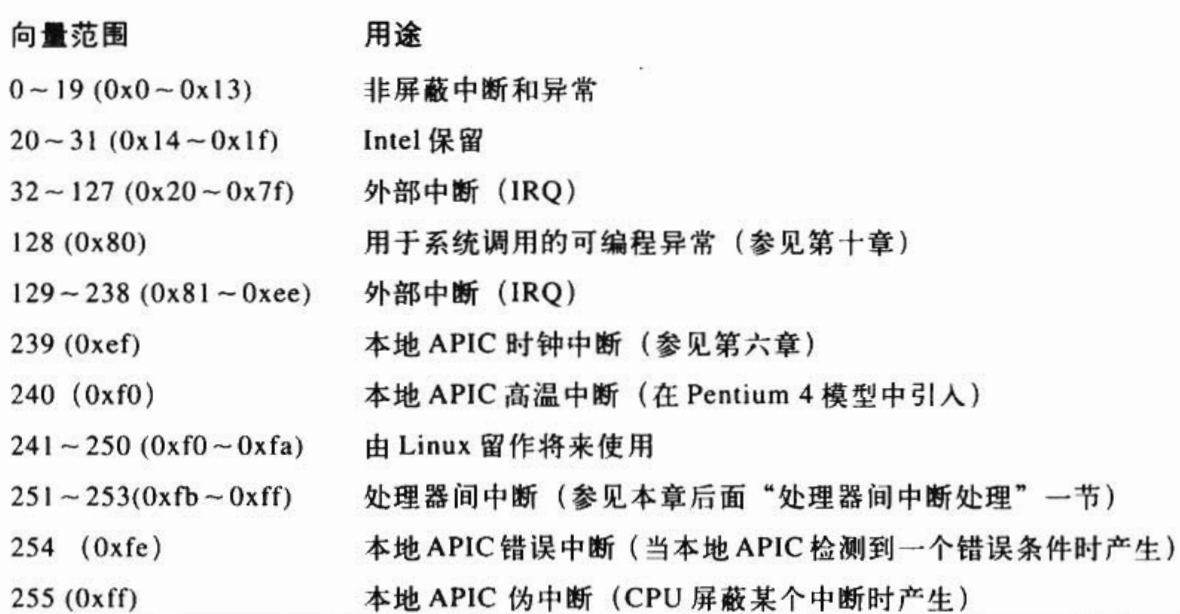 向量范围 用途
0~19 (0x0~0x13) 非屏蔽中断和异常
20~31 (0x14~0x1f) Intel 保留
32~127 (0x20~0x7f) 外部中断（IRQ）
128 (0x80) 用于系统调用的可编程异常（参见第十章）
129~238 (0x81~0xee) 外部中断（IRQ）
239 (0xef) 本地 APIC 时钟中断（参见第六章）
240（0xf0） 本地 APIC 高温中断（在 Pentium 4 模型中引入）
241~250 (0xf0~0xfa) 由 Linux 留作将来使用
251~253(0xfb~0xff) 处理器间中断（参见本章后面“处理器间中断处理”一节）
254 （0xfe） 本地 APIC 错误中断（当本地 APIC 检测到一个错误条件时产生）
255 (0xff) 本地 APIC 伪中断（CPU 屏蔽某个中断时产生）